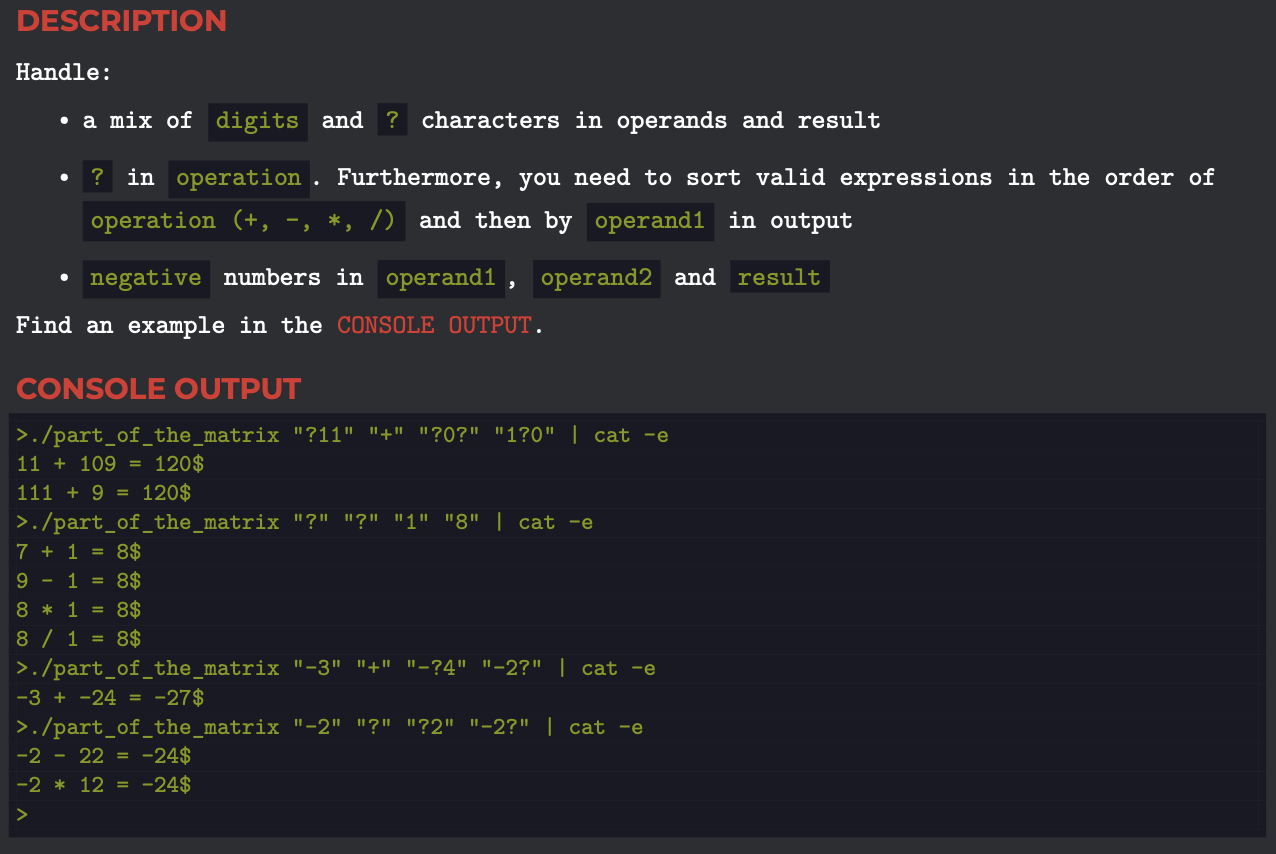 DESCRIPTION
Handle:
• a mix of digits and ? characters in operands and result
• ? in operation. Furthermore, you need to sort valid expressions in the order of
operation (+, -, *, /) and then by operand1 in output
• negative numbers in operand1, operand2 and result
Find an example in the CONSOLE OUTPUT.
CONSOLE OUTPUT
>./part_of_the_matrix "?11" "+" "?0?" "1?0" | cat -e
11 + 109 = 120$
111 + 9 = 120$
>./part_of_the_matrix "?" "?" "1" "8" | cat -e
7 + 1 = 8$
9 - 1 = 8$
8 * 1 = 8$
8 / 1 = 8$
>./part_of_the_matrix "-3" "+" "-?4" "-2?" | cat -e
-3 + -24 = -27$
>./part_of_the_matrix "-2" "?" "?2" "-2?" | cat -e
-2 - 22 = -24$
-2 * 12 = -24$
>